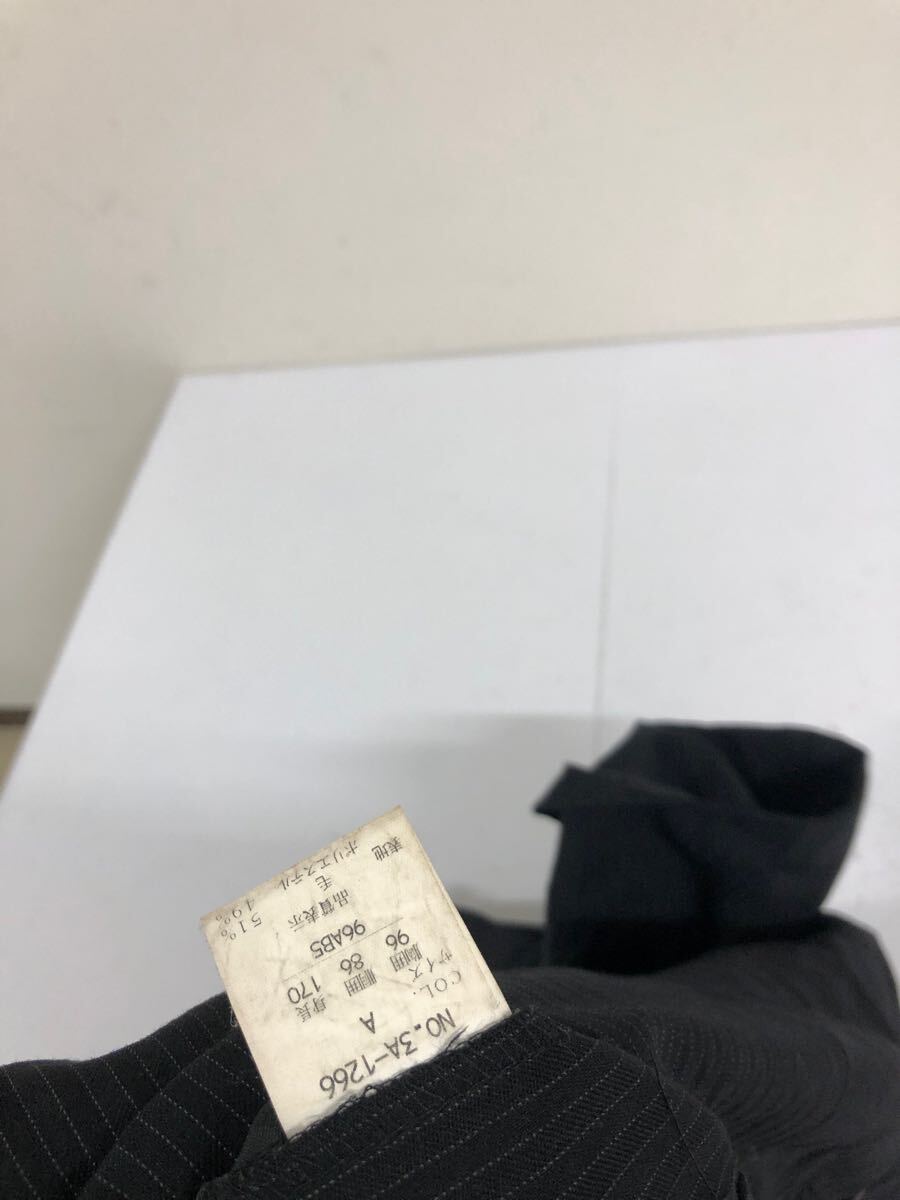 NO.3A-1266
COL. A
サイズ
胸囲 胴囲 身長
96 86 170
96AB5
品質表示
表地
毛 51%
ポリエステル 49%